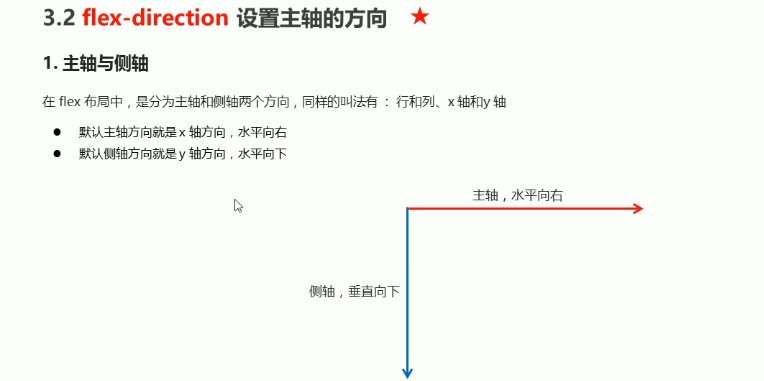 3.2 flex-direction 设置主轴的方向 ★
1. 主轴与侧轴
在 flex 布局中，是分为主轴和侧轴两个方向，同样的叫法有 ： 行和列、x 轴和y 轴
● 默认主轴方向就是 x 轴方向，水平向右
● 默认侧轴方向就是 y 轴方向，水平向下
主轴，水平向右
侧轴，垂直向下